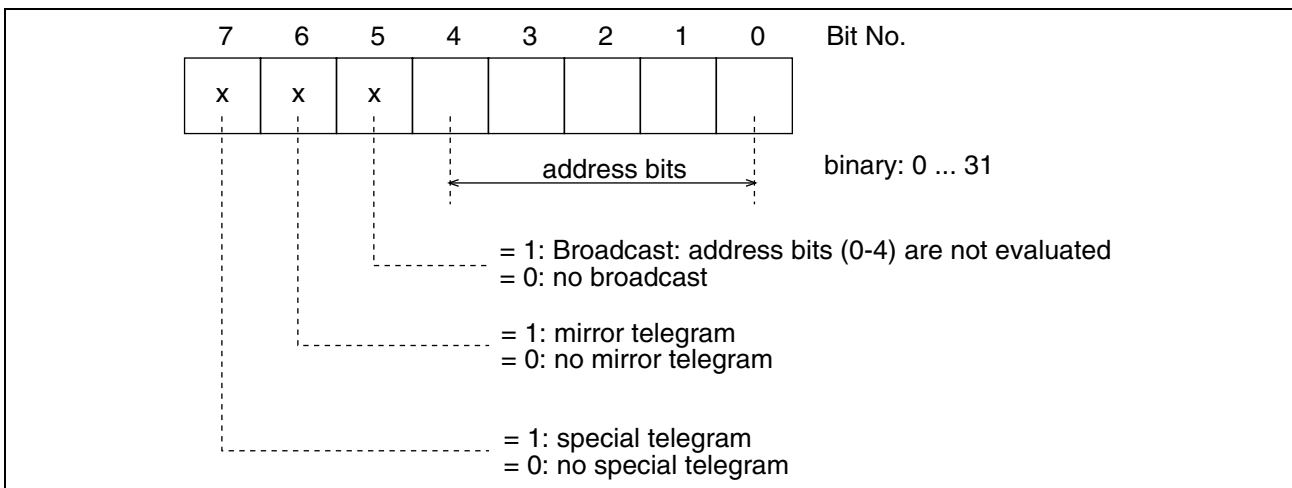 7 6 5 4 3 2 1 0 Bit No.
x x x
address bits
binary: 0 ... 31
= 1: Broadcast: address bits (0-4) are not evaluated
= 0: no broadcast
= 1: mirror telegram
= 0: no mirror telegram
= 1: special telegram
= 0: no special telegram